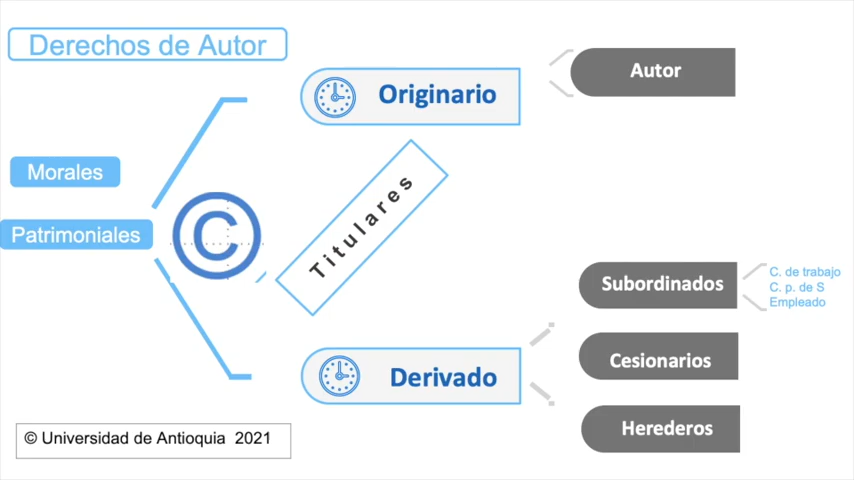 Derechos de Autor
Originario
Autor
Morales
Patrimoniales
©
Titulares
Subordinados
C. de trabajo
C. p. de S
Empleado
Cesionarios
Derivado
Herederos
© Universidad de Antioquia 2021